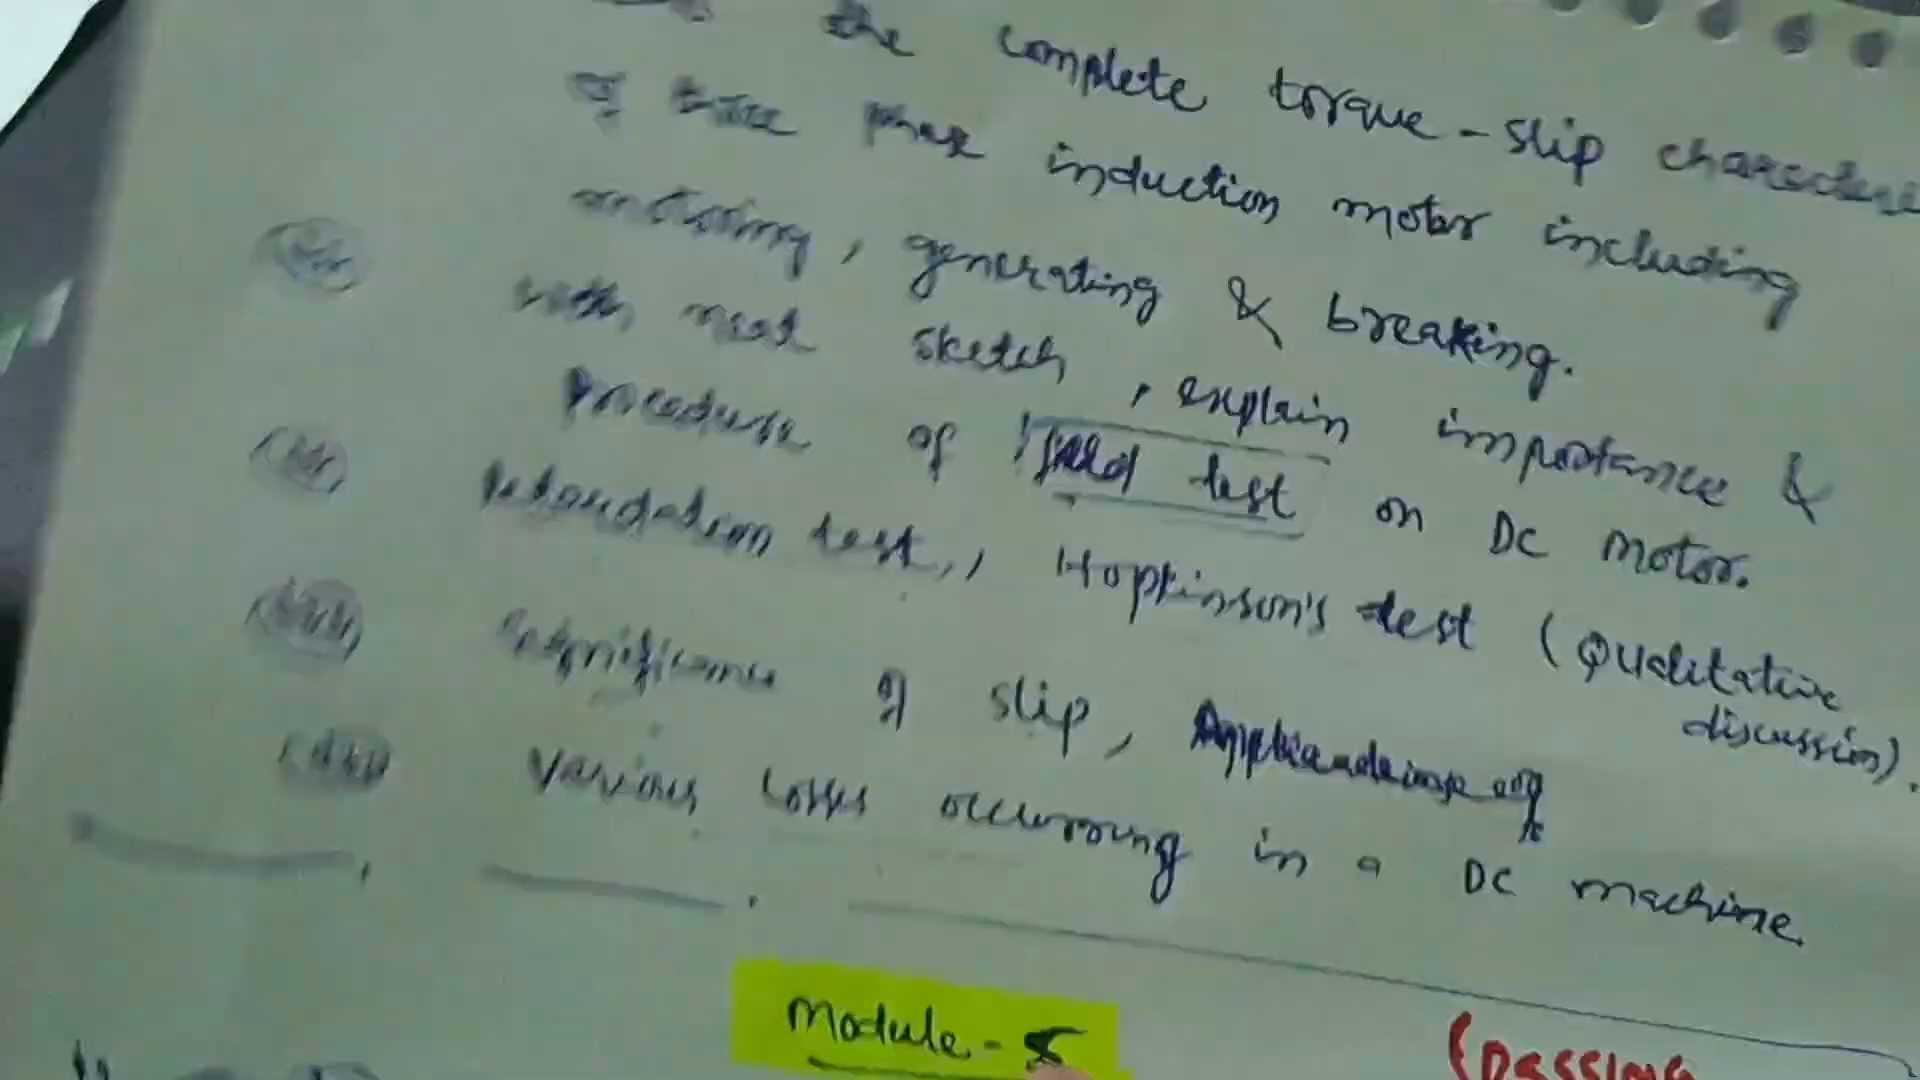 the complete torque - slip
of three phase induction motor including
motoring, generating & breaking.
with neat sketch, explain importance &
procedure of field test on DC motor.
Retardation test, Hopkinson's test (Qualitative
discussion).
Significance of slip,
Various losses occurring in a DC machine.
Module - 5
(passing